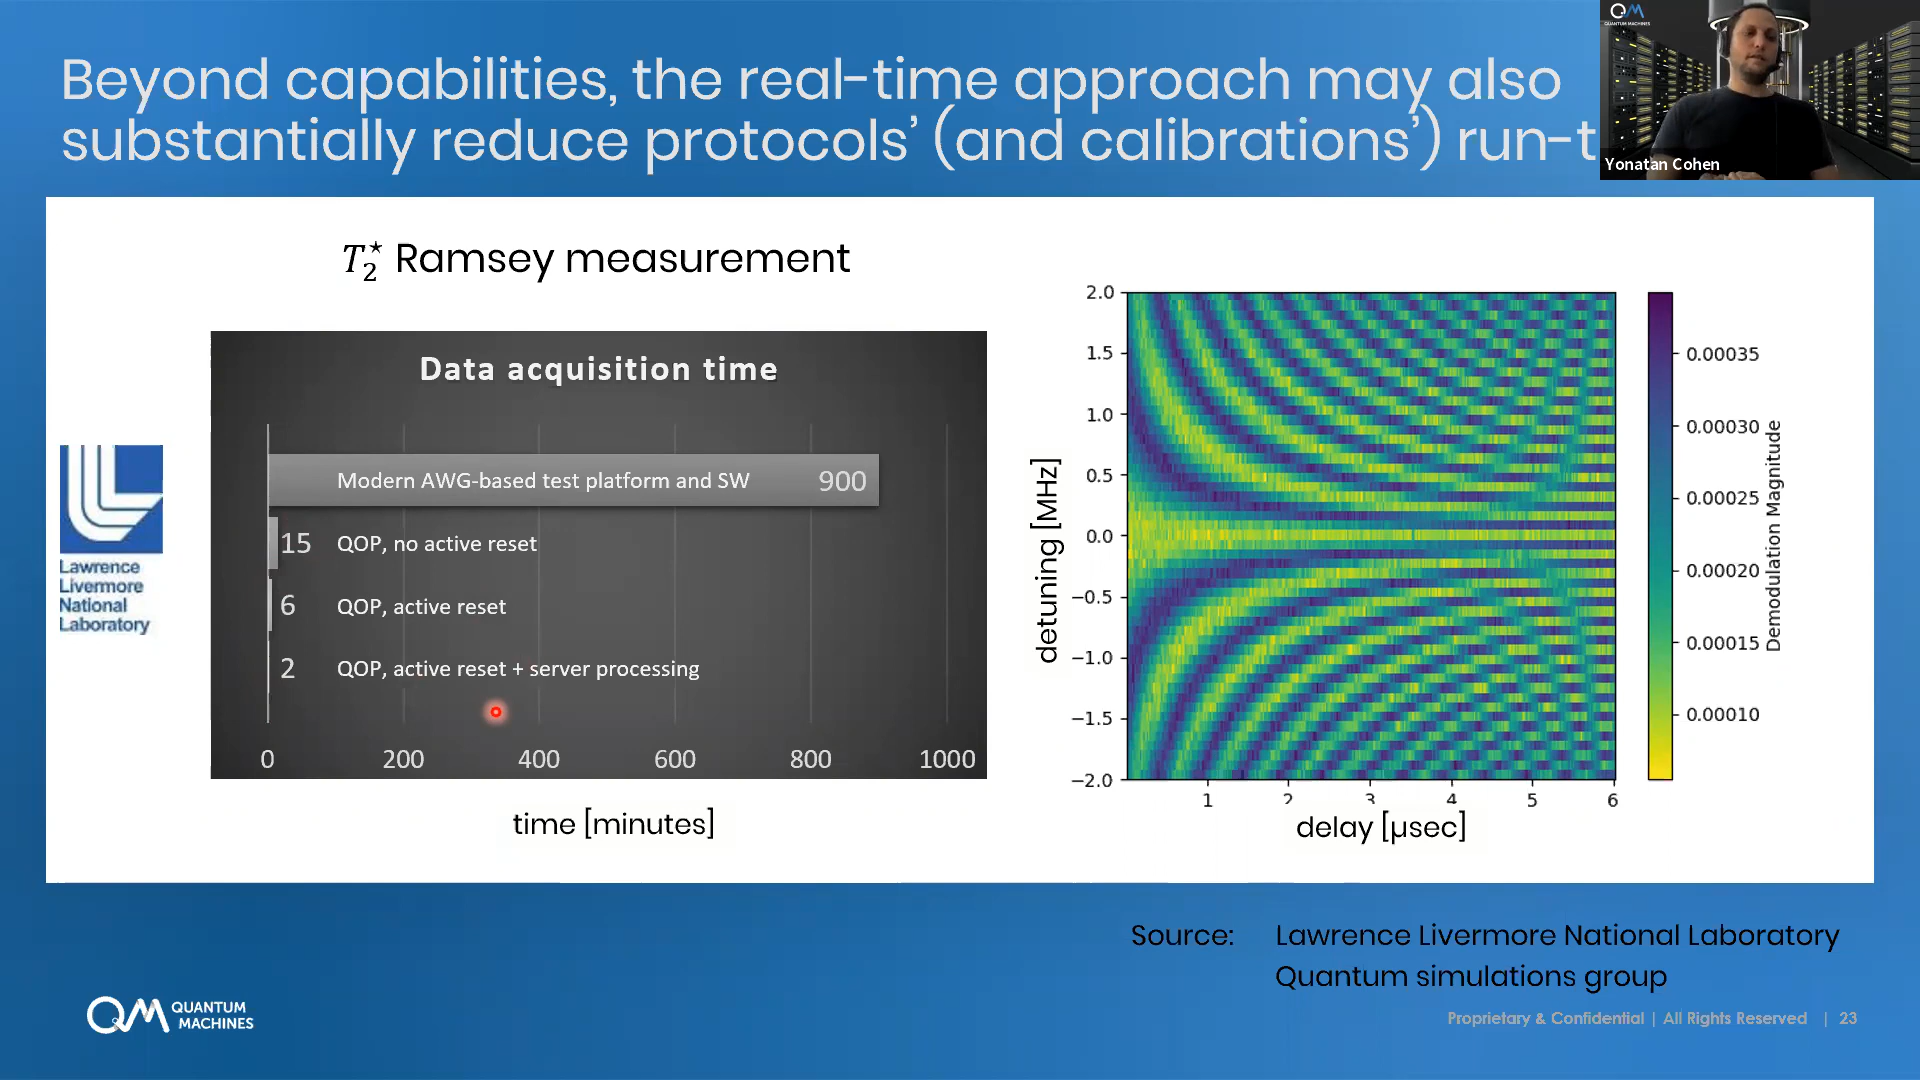 Beyond capabilities, the real-time approach may also
substantially reduce protocols' (and calibrations') run-t
QM
QUANTUM MACHINES
Yonatan Cohen
T₂* Ramsey measurement
Data acquisition time
Modern AWG-based test platform and SW 900
15 QOP, no active reset
6 QOP, active reset
2 QOP, active reset + server processing
0 200 400 600 800 1000
time [minutes]
Lawrence
Livermore
National
Laboratory
detuning [MHz]
2.0
1.5
1.0
0.5
0.0
−0.5
−1.0
−1.5
−2.0
1 2 3 4 5 6
delay [µsec]
0.00035
0.00030
0.00025
0.00020
0.00015
0.00010
Demodulation Magnitude
Source: Lawrence Livermore National Laboratory
Quantum simulations group
QM QUANTUM
MACHINES
Proprietary & Confidential | All Rights Reserved | 23